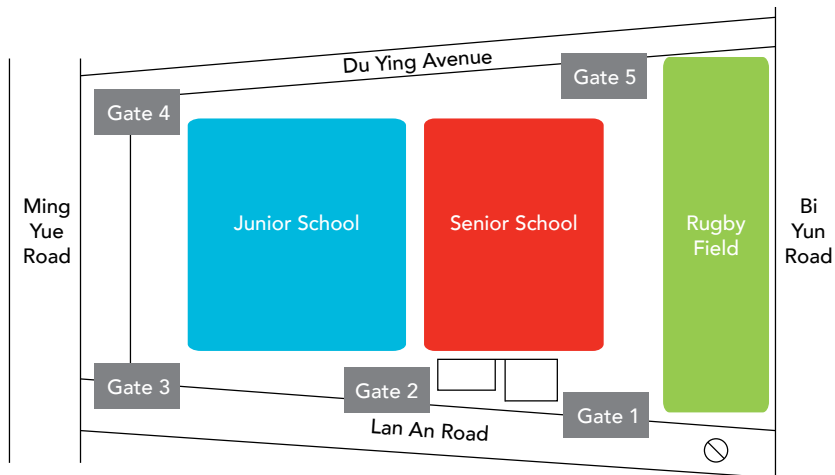 Du Ying Avenue
Gate 5
Gate 4
Ming
Yue
Road
Junior School
Senior School
Rugby
Field
Bi
Yun
Road
Gate 3
Gate 2
Gate 1
Lan An Road